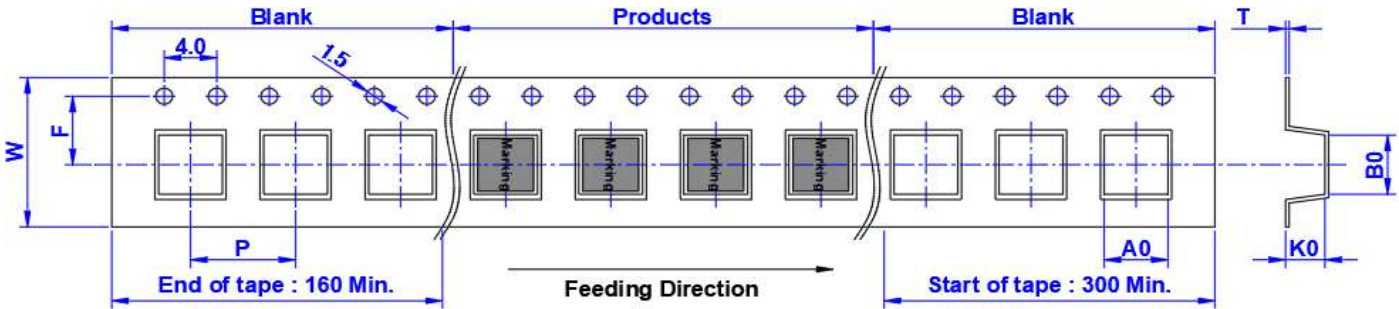 Blank
Products
Blank
T
4.0
1.5
F
W
Marking
Marking
Marking
Marking
B0
P
A0
K0
End of tape : 160 Min.
Feeding Direction
Start of tape : 300 Min.